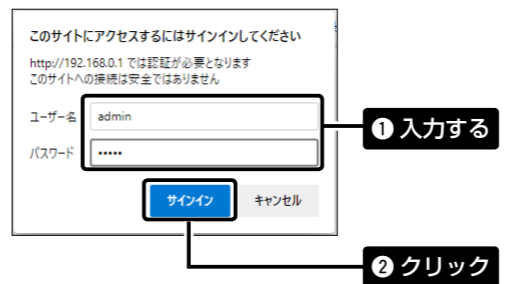 このサイトにアクセスするにはサインインしてください
http://192.168.0.1 では認証が必要となります
このサイトへの接続は安全ではありません
ユーザー名 admin
❶ 入力する
パスワード •••••
サインイン キャンセル
❷ クリック